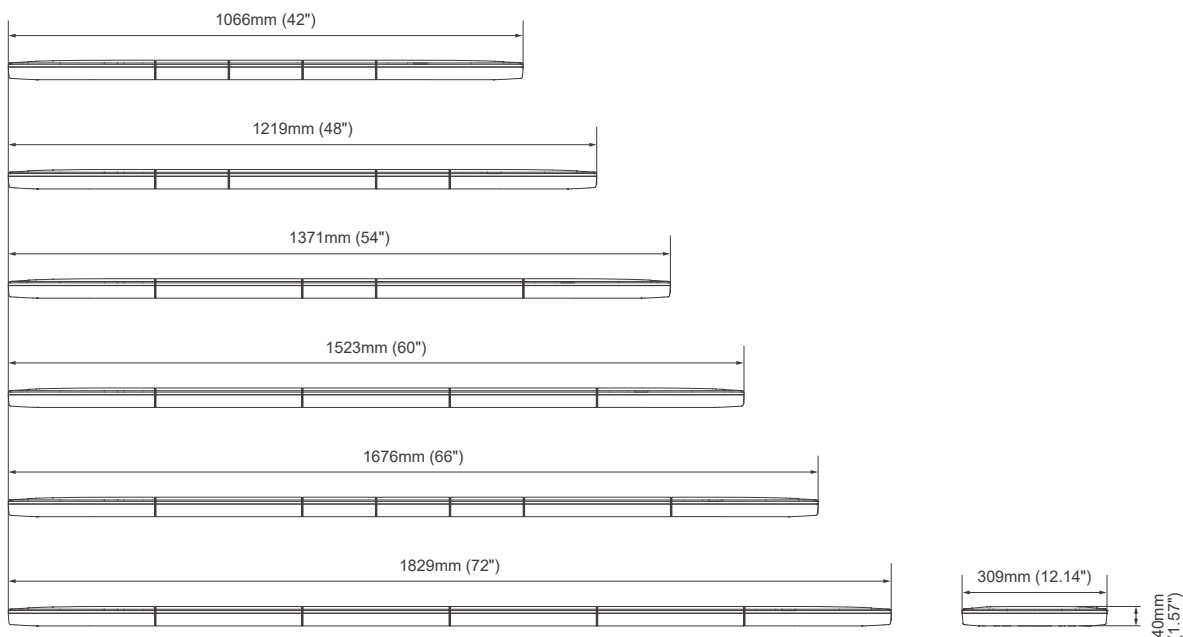 1066mm (42")
1219mm (48")
1371mm (54")
1523mm (60")
1676mm (66")
1829mm (72")
309mm (12.14")
40mm
(1.57")